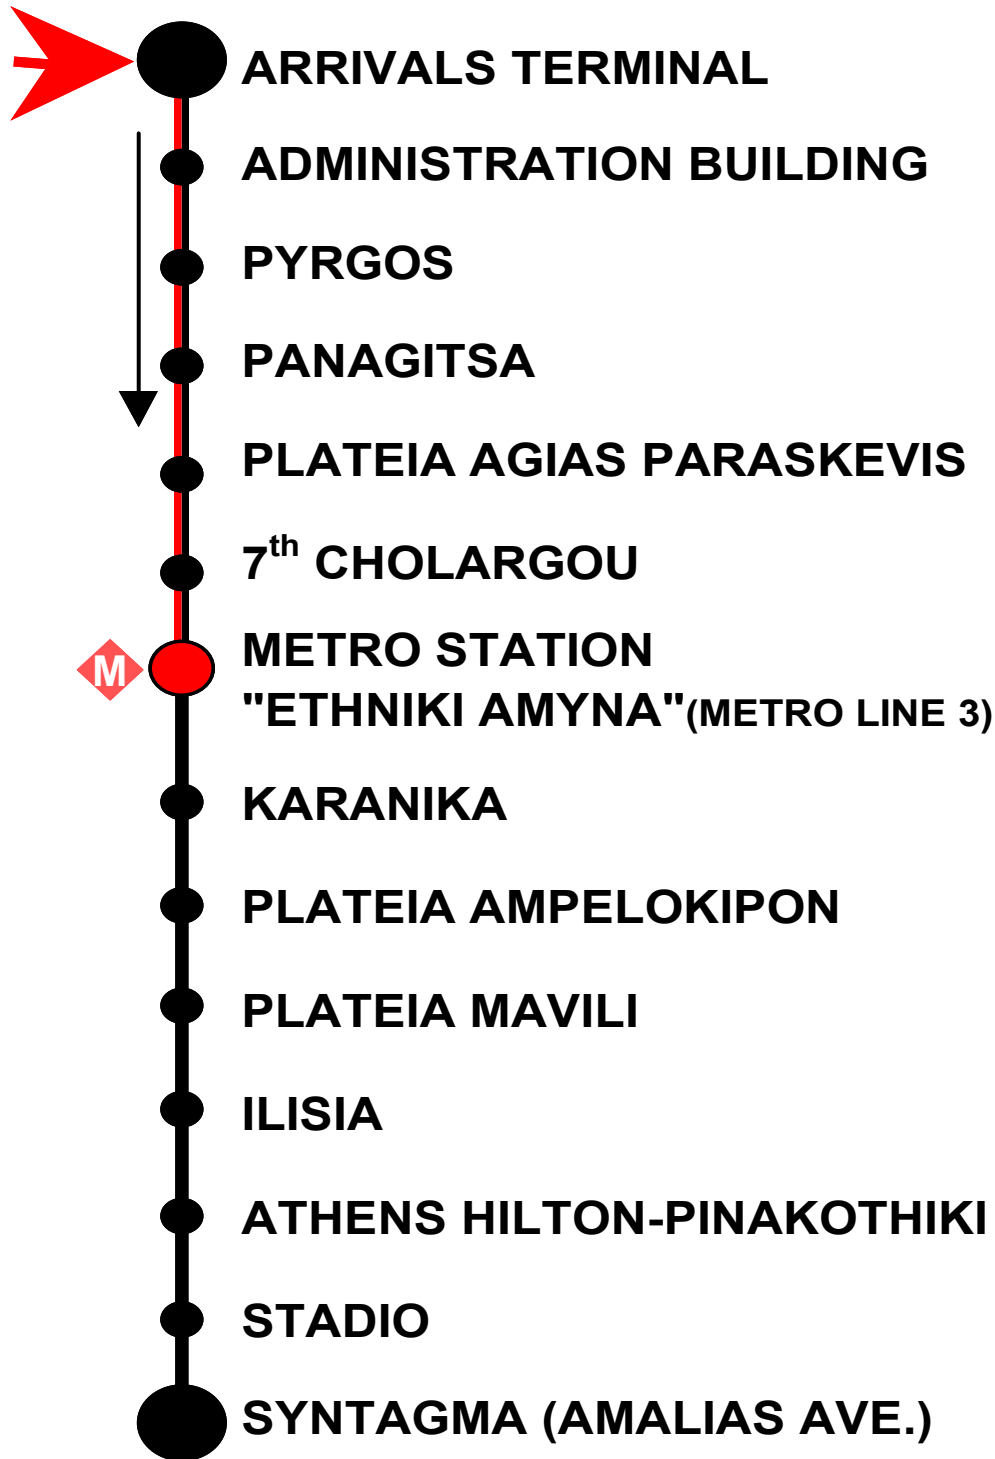 ARRIVALS TERMINAL
ADMINISTRATION BUILDING
PYRGOS
PANAGITSA
PLATEIA AGIAS PARASKEVIS
7th CHOLARGOU
M METRO STATION
"ETHNIKI AMYNA"(METRO LINE 3)
KARANIKA
PLATEIA AMPELOKIPON
PLATEIA MAVILI
ILISIA
ATHENS HILTON-PINAKOTHIKI
STADIO
SYNTAGMA (AMALIAS AVE.)